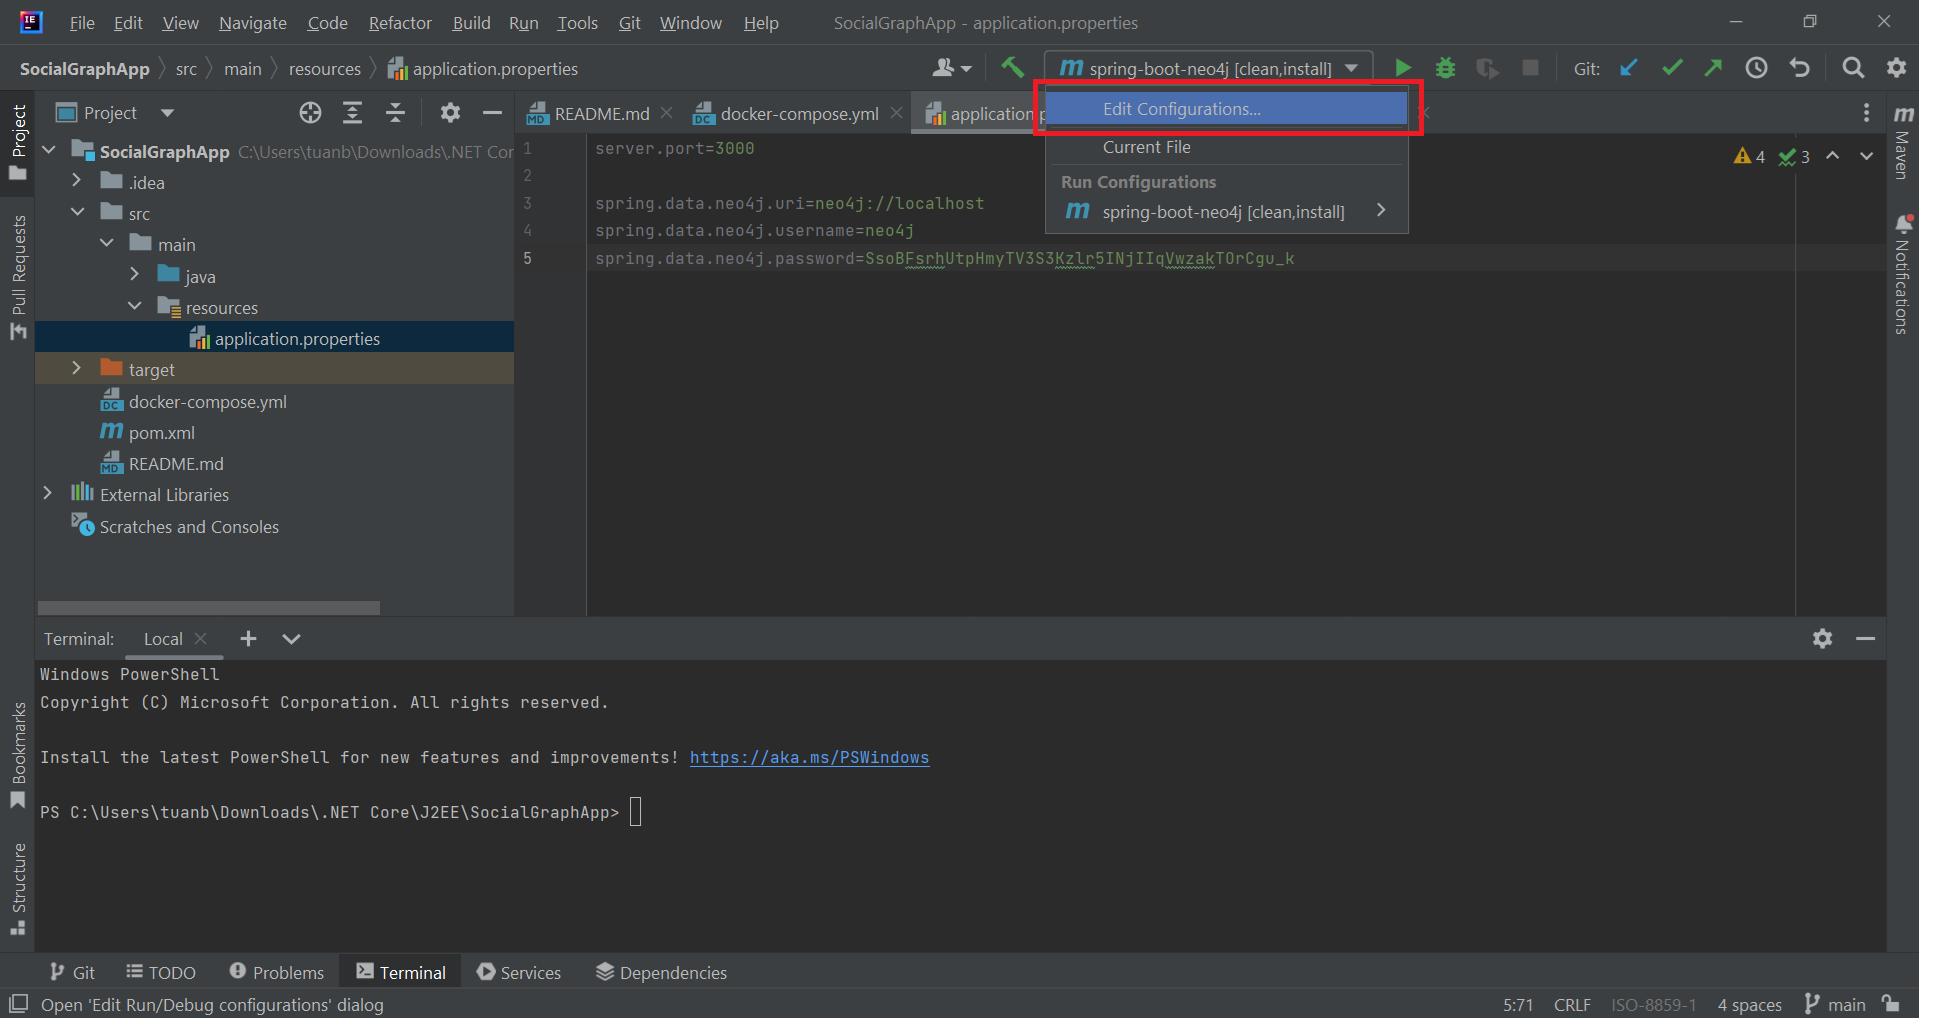 File Edit View Navigate Code Refactor Build Run Tools Git Window Help SocialGraphApp - application.properties
SocialGraphApp src main resources application.properties
spring-boot-neo4j [clean,install]
Git:
Edit Configurations...
Current File
Run Configurations
spring-boot-neo4j [clean,install]
Project
README.md
docker-compose.yml
application.p
SocialGraphApp C:\Users\tuanb\Downloads\.NET Cor
.idea
src
main
java
resources
application.properties
target
docker-compose.yml
pom.xml
README.md
External Libraries
Scratches and Consoles
1 server.port=3000
2
3 spring.data.neo4j.uri=neo4j://localhost
4 spring.data.neo4j.username=neo4j
5 spring.data.neo4j.password=SsoBFsrhUtpHmyTV3S3Kzlr5INjIIqVwzakTOrCgu_k
4 3
Project
Pull Requests
Bookmarks
Structure
Maven
Notifications
Terminal: Local
Windows PowerShell
Copyright (C) Microsoft Corporation. All rights reserved.
Install the latest PowerShell for new features and improvements! https://aka.ms/PSWindows
PS C:\Users\tuanb\Downloads\.NET Core\J2EE\SocialGraphApp>
Git TODO Problems Terminal Services Dependencies
Open 'Edit Run/Debug configurations' dialog
5:71 CRLF ISO-8859-1 4 spaces main